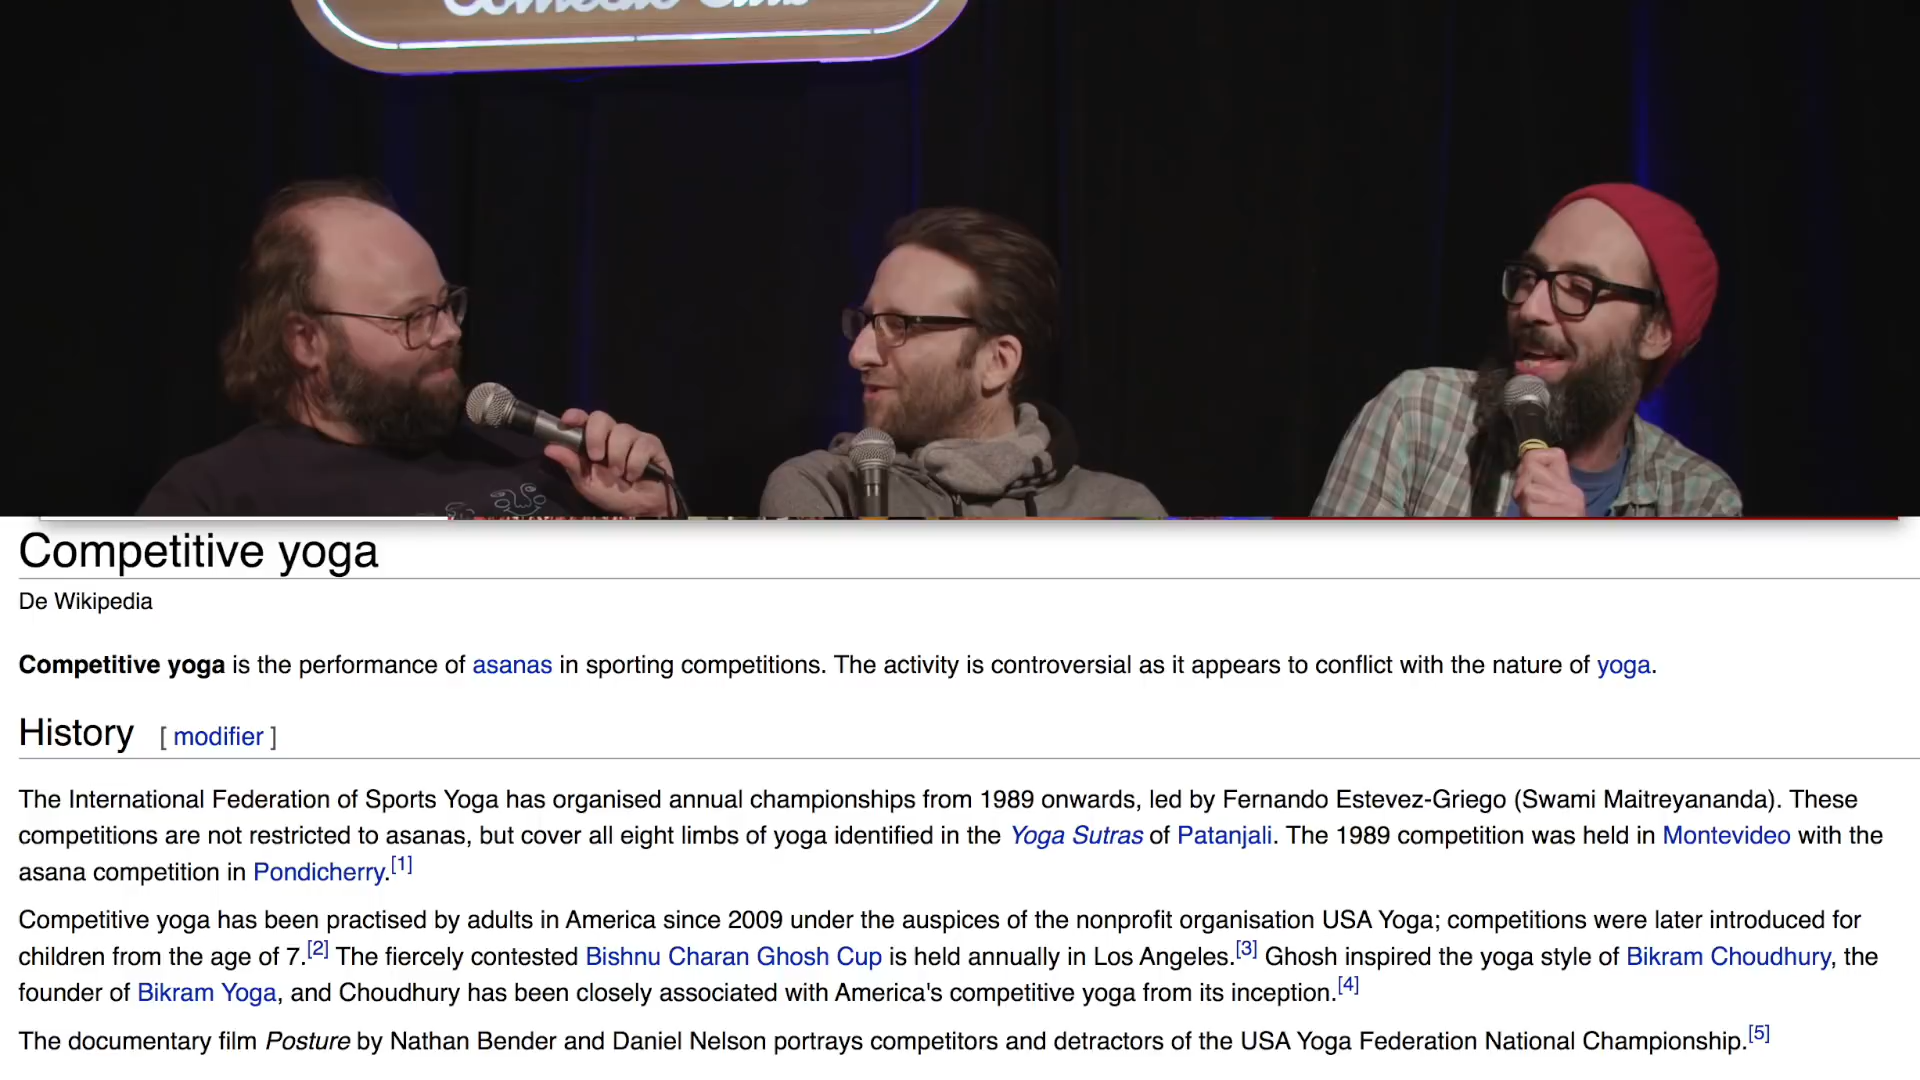 Comedie Club
Competitive yoga
De Wikipedia
Competitive yoga is the performance of asanas in sporting competitions. The activity is controversial as it appears to conflict with the nature of yoga.
History [ modifier ]
The International Federation of Sports Yoga has organised annual championships from 1989 onwards, led by Fernando Estevez-Griego (Swami Maitreyananda). These
competitions are not restricted to asanas, but cover all eight limbs of yoga identified in the Yoga Sutras of Patanjali. The 1989 competition was held in Montevideo with the
asana competition in Pondicherry.[1]
Competitive yoga has been practised by adults in America since 2009 under the auspices of the nonprofit organisation USA Yoga; competitions were later introduced for
children from the age of 7.[2] The fiercely contested Bishnu Charan Ghosh Cup is held annually in Los Angeles.[3] Ghosh inspired the yoga style of Bikram Choudhury, the
founder of Bikram Yoga, and Choudhury has been closely associated with America's competitive yoga from its inception.[4]
The documentary film Posture by Nathan Bender and Daniel Nelson portrays competitors and detractors of the USA Yoga Federation National Championship.[5]